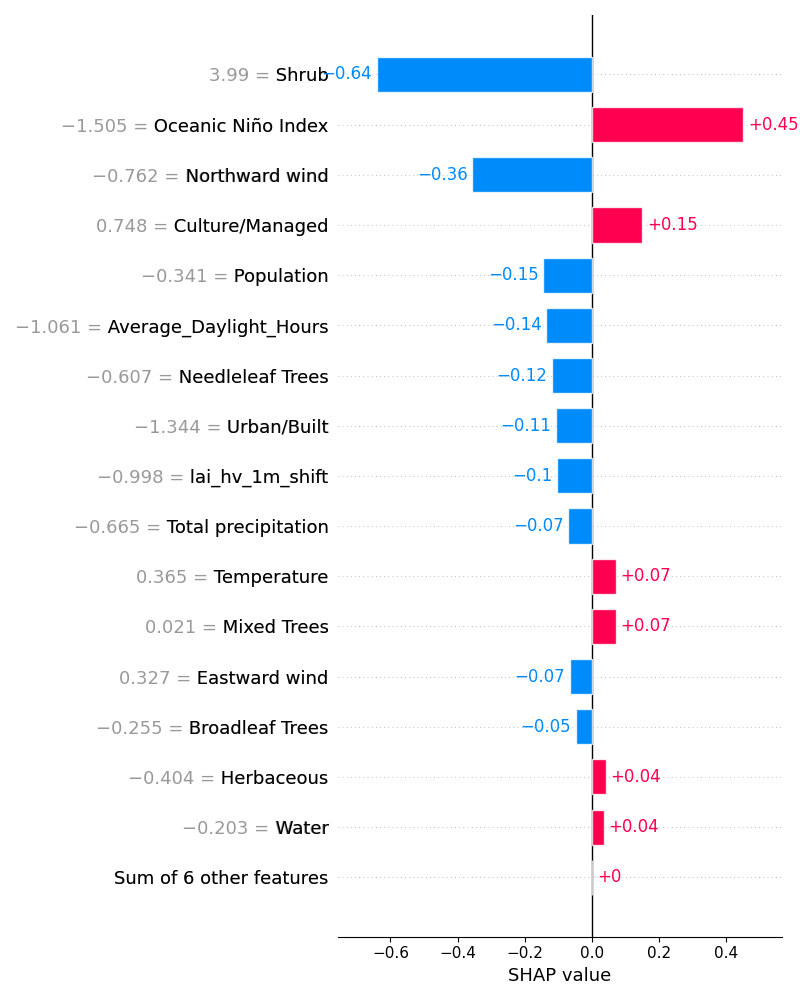 3.99 = Shrub −0.64
−1.505 = Oceanic Niño Index +0.45
−0.762 = Northward wind −0.36
0.748 = Culture/Managed +0.15
−0.341 = Population −0.15
−1.061 = Average_Daylight_Hours −0.14
−0.607 = Needleleaf Trees −0.12
−1.344 = Urban/Built −0.11
−0.998 = lai_hv_1m_shift −0.1
−0.665 = Total precipitation −0.07
0.365 = Temperature +0.07
0.021 = Mixed Trees +0.07
0.327 = Eastward wind −0.07
−0.255 = Broadleaf Trees −0.05
−0.404 = Herbaceous +0.04
−0.203 = Water +0.04
Sum of 6 other features +0
−0.6 −0.4 −0.2 0.0 0.2 0.4
SHAP value